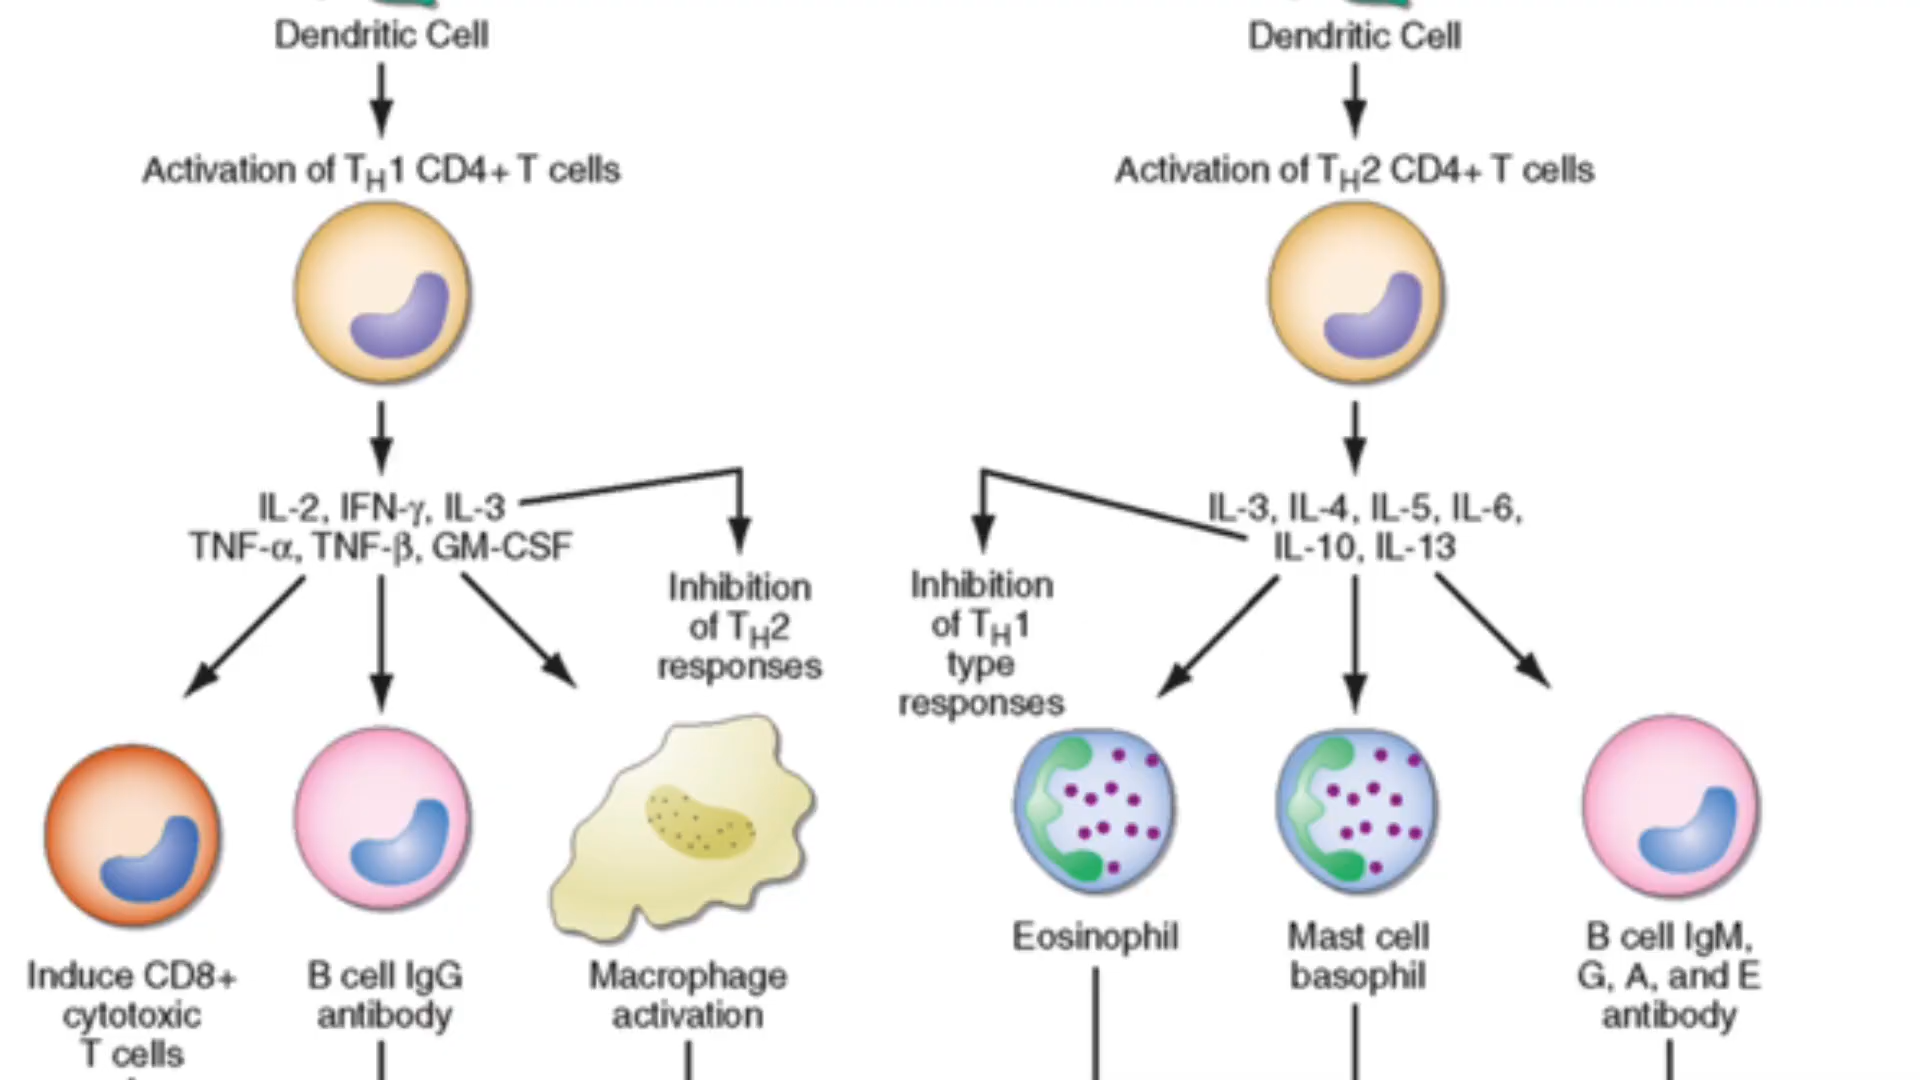 Dendritic Cell
Activation of TH1 CD4+ T cells
IL-2, IFN-γ, IL-3
TNF-α, TNF-β, GM-CSF
Inhibition
of TH2
responses
Induce CD8+
cytotoxic
T cells
B cell IgG
antibody
Macrophage
activation
Dendritic Cell
Activation of TH2 CD4+ T cells
IL-3, IL-4, IL-5, IL-6,
IL-10, IL-13
Inhibition
of TH1
type
responses
Eosinophil
Mast cell
basophil
B cell IgM,
G, A, and E
antibody